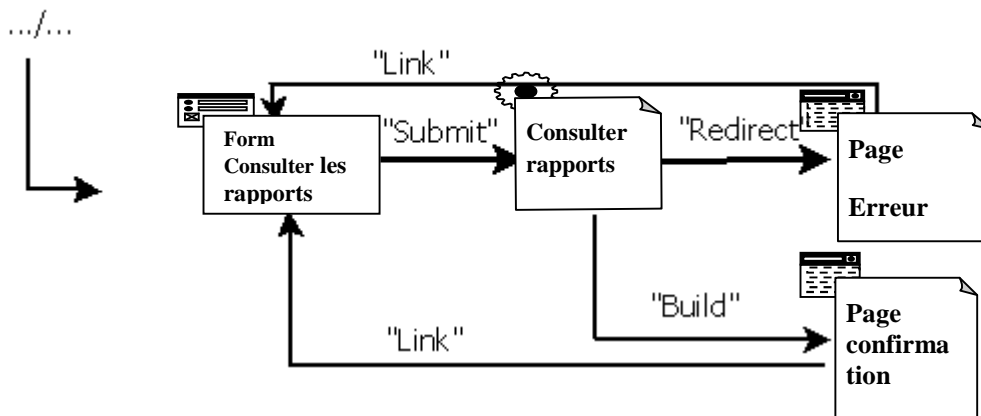 .../...
"Link"
"Submit"
"Redirect"
Form
Consulter les
rapports
Consulter
rapports
Page
Erreur
"Build"
"Link"
Page
confirma
tion